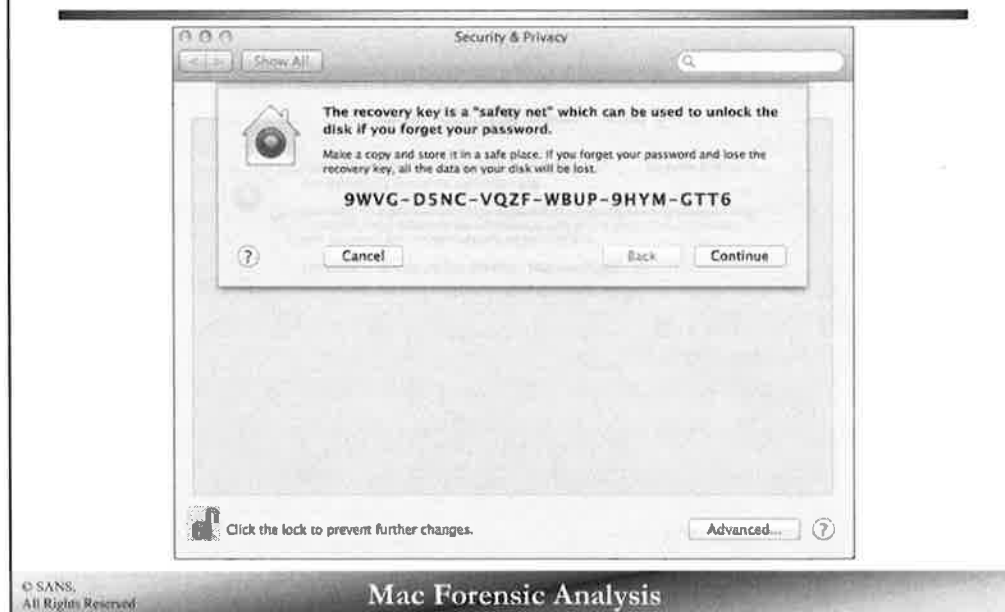 Security & Privacy
Show All
The recovery key is a "safety net" which can be used to unlock the
disk if you forget your password.
Make a copy and store it in a safe place. If you forget your password and lose the
recovery key, all the data on your disk will be lost.
9WVG-D5NC-VQZF-WBUP-9HYM-GTT6
?
Cancel
Back
Continue
Click the lock to prevent further changes.
Advanced...
?
© SANS,
All Rights Reserved
Mac Forensic Analysis